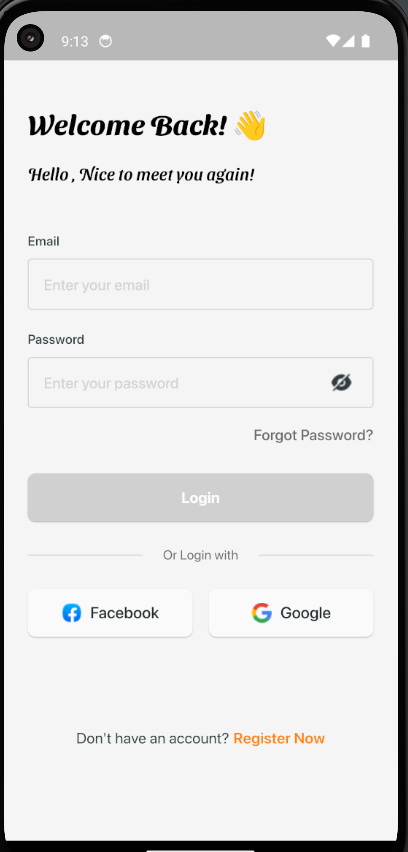 9:13
Welcome Back! 👋
Hello , Nice to meet you again!
Email
Enter your email
Password
Enter your password
Forgot Password?
Login
Or Login with
Facebook Google
Don't have an account? Register Now